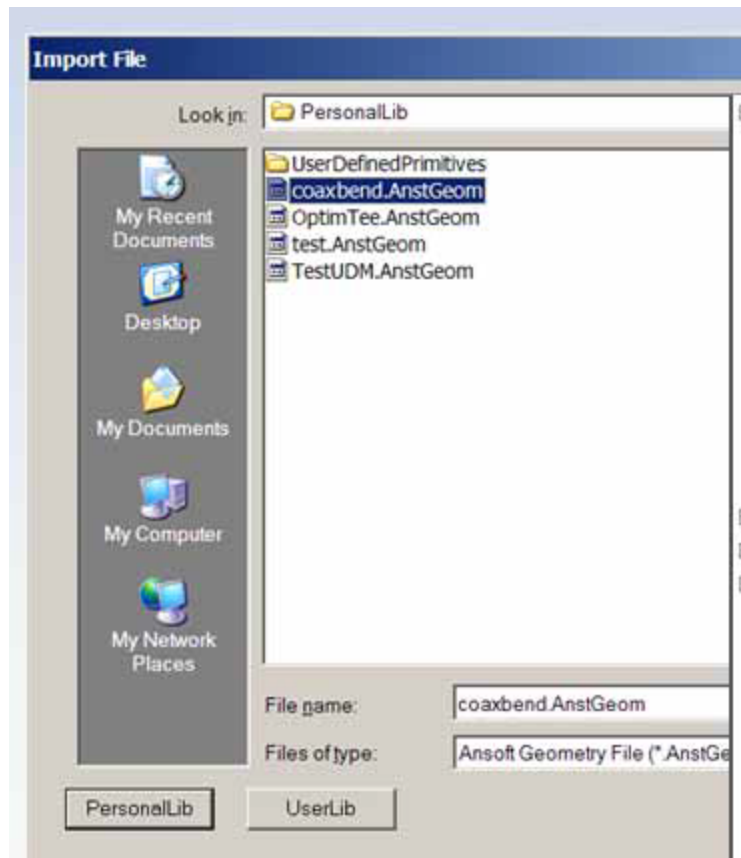 Import File
Look in:
PersonalLib
UserDefinedPrimitives
coaxbend.AnstGeom
OptimTee.AnstGeom
test.AnstGeom
TestUDM.AnstGeom
My Recent
Documents
Desktop
My Documents
My Computer
My Network
Places
File name:
coaxbend.AnstGeom
Files of type:
Ansoft Geometry File (*.AnstGe
PersonalLib
UserLib